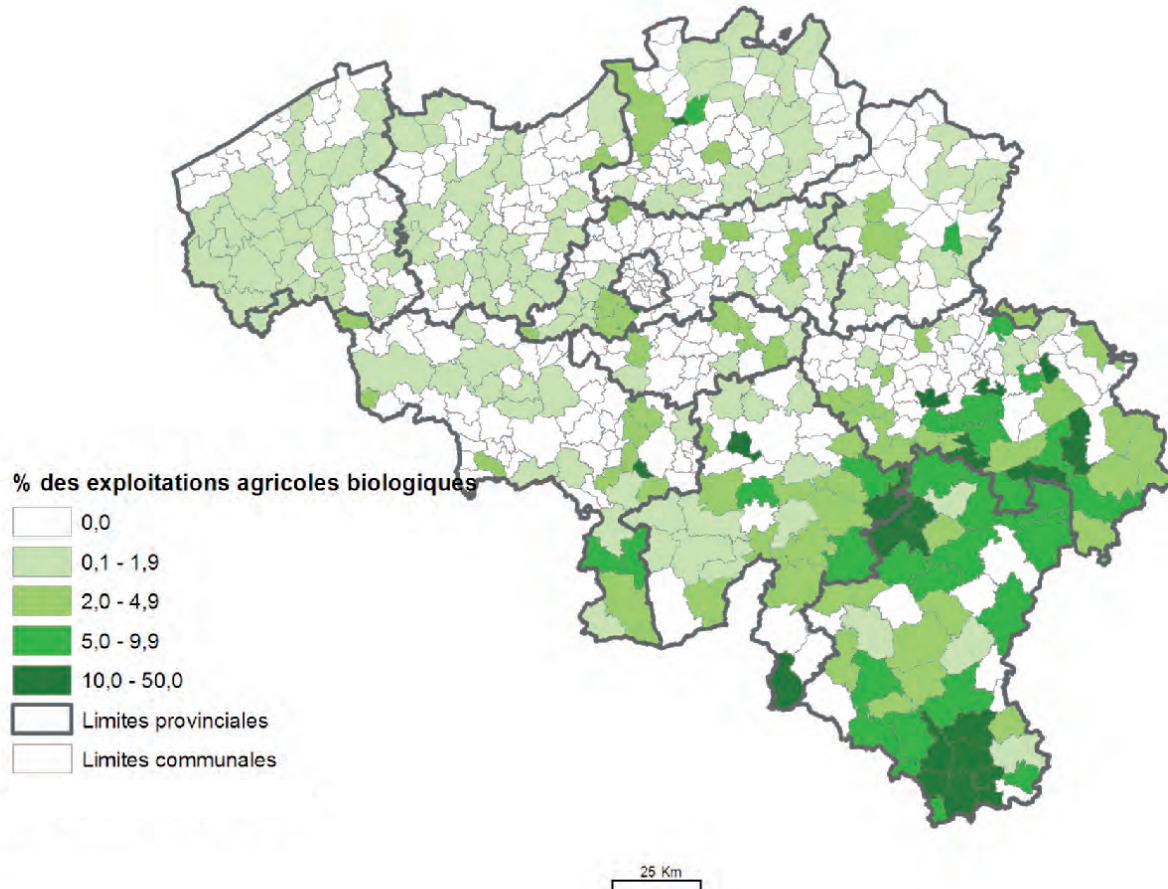 % des exploitations agricoles biologiques
0,0
0,1 - 1,9
2,0 - 4,9
5,0 - 9,9
10,0 - 50,0
Limites provinciales
Limites communales
25 Km